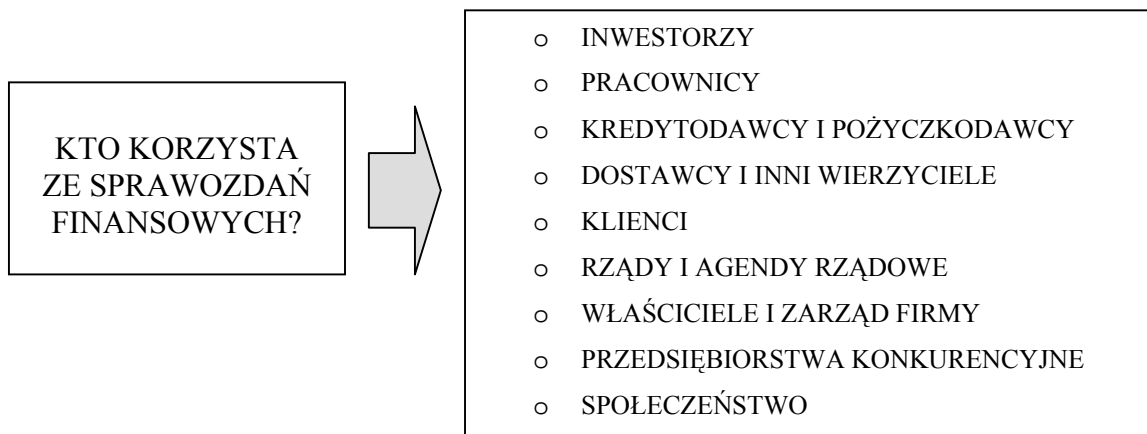 KTO KORZYSTA
ZE SPRAWOZDAŃ
FINANSOWYCH?
o INWESTORZY
o PRACOWNICY
o KREDYTODAWCY I POŻYCZKODAWCY
o DOSTAWCY I INNI WIERZYCIELE
o KLIENCI
o RZĄDY I AGENDY RZĄDOWE
o WŁAŚCICIELE I ZARZĄD FIRMY
o PRZEDSIĘBIORSTWA KONKURENCYJNE
o SPOŁECZEŃSTWO